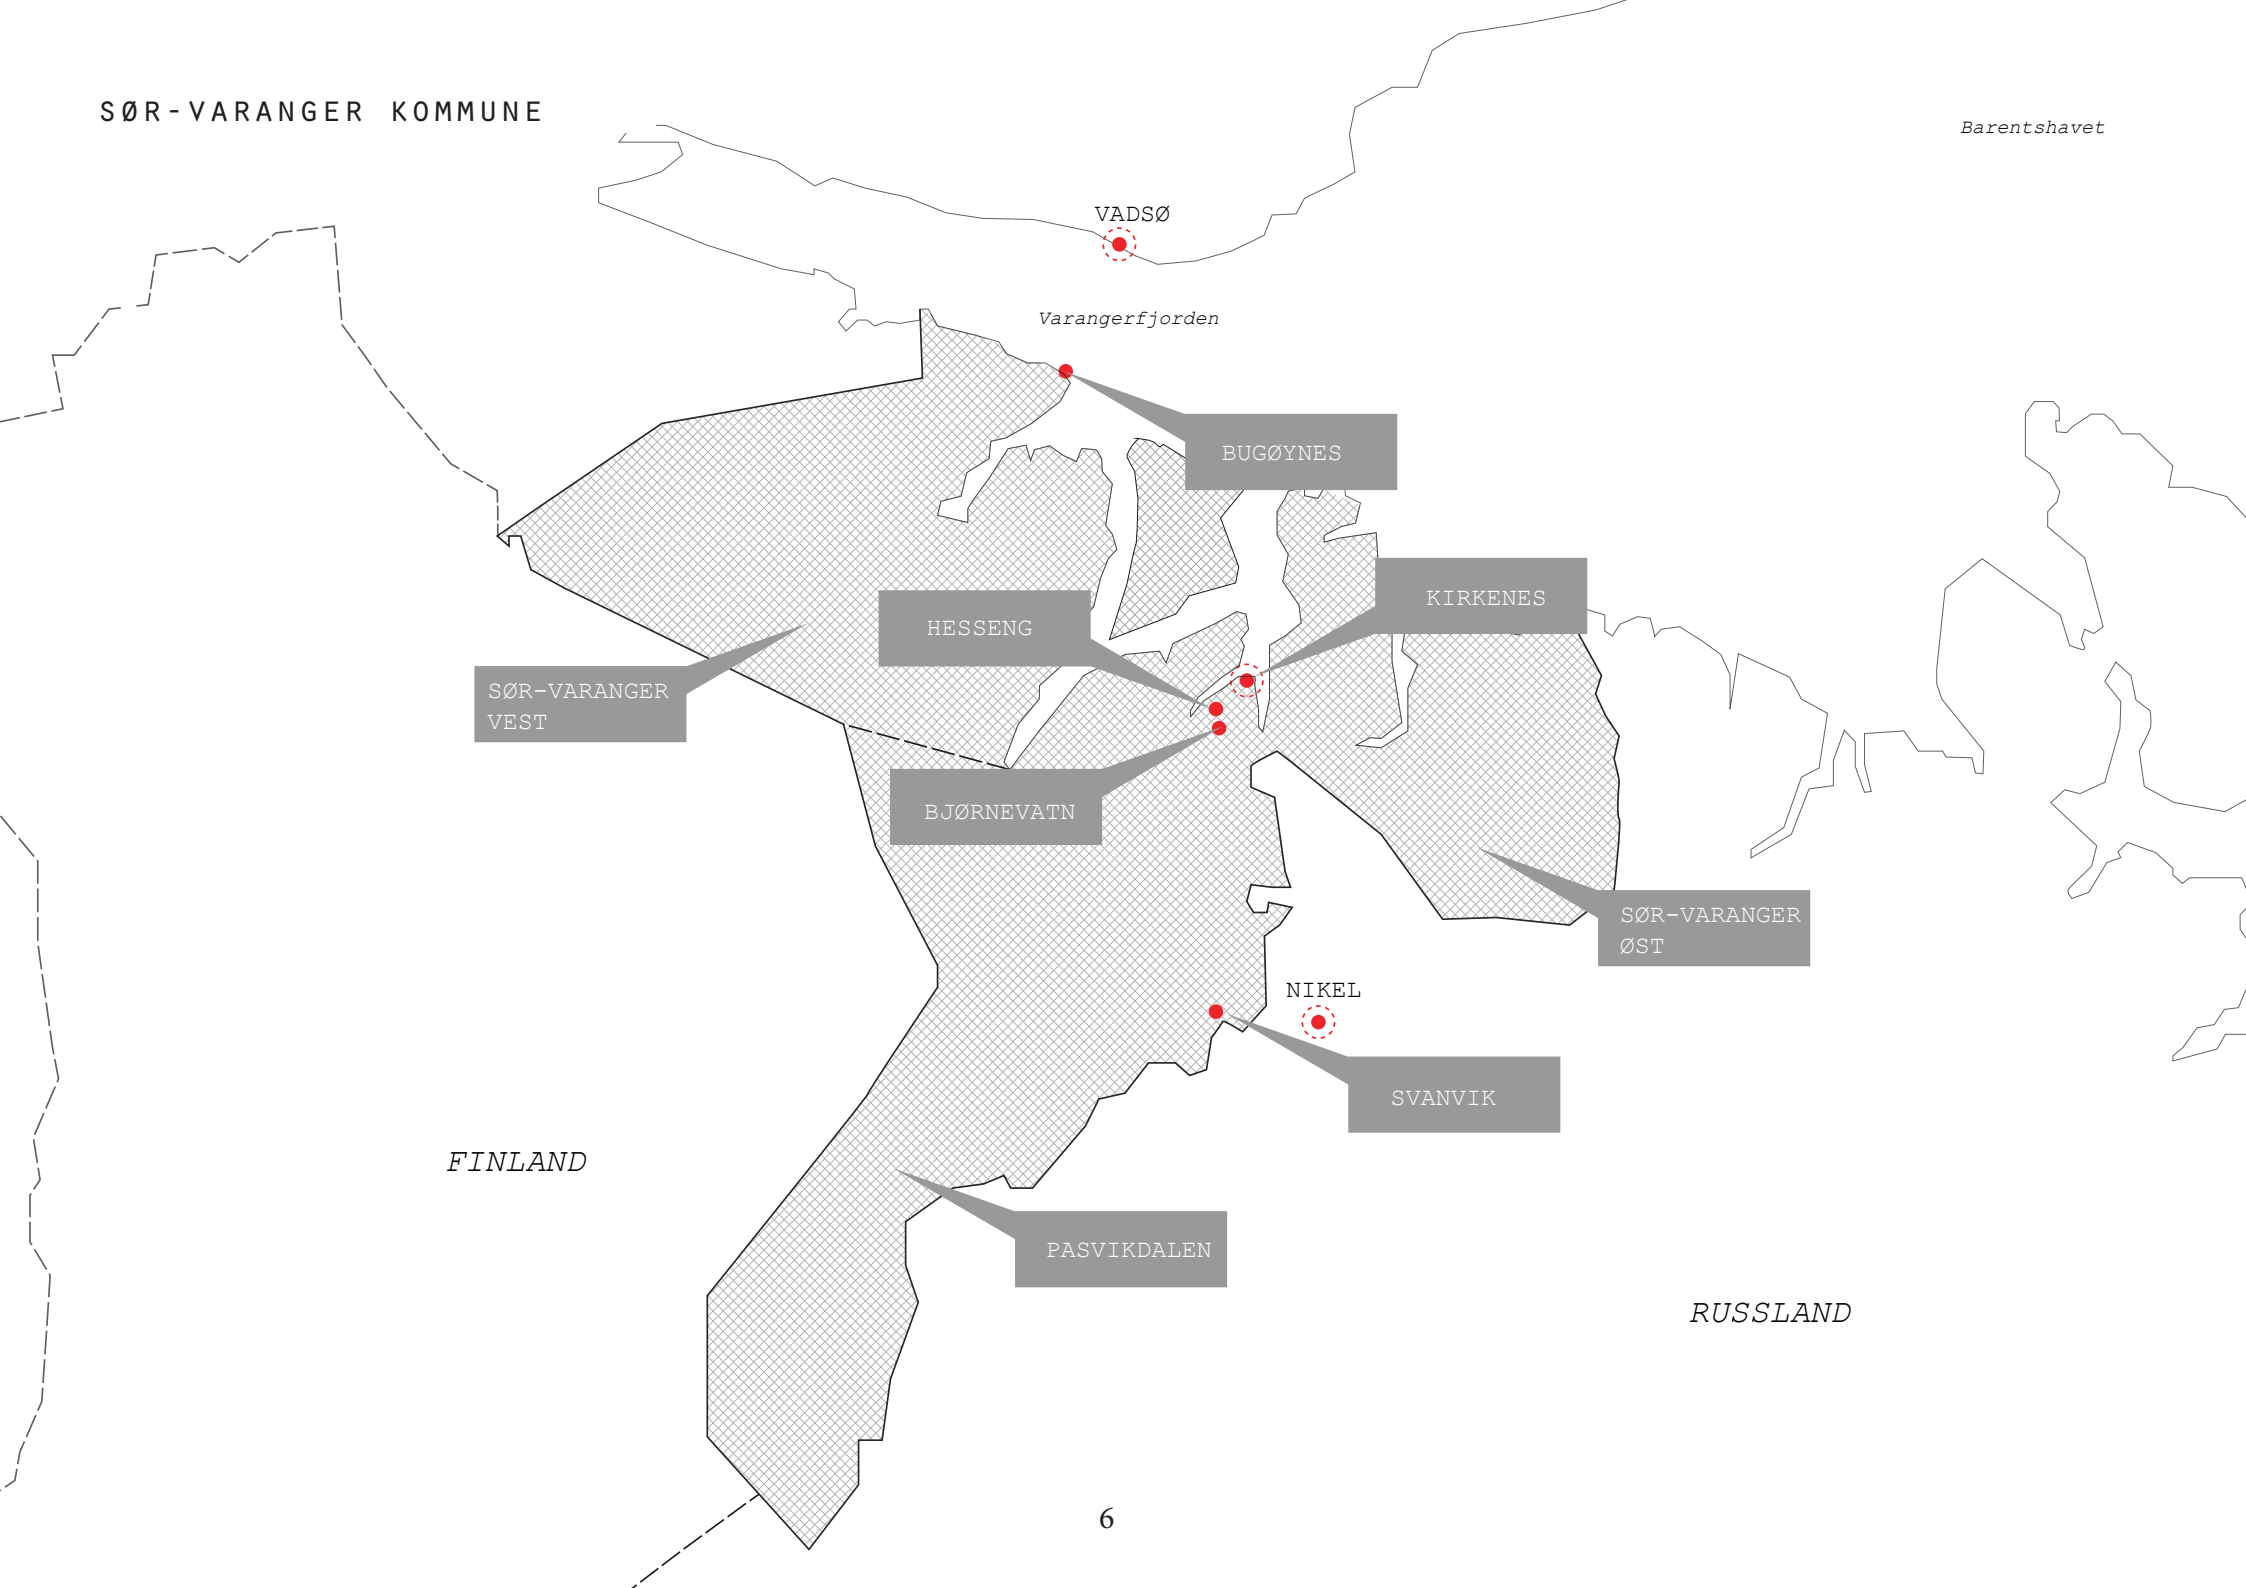 SØR-VARANGER KOMMUNE
Barentshavet
VADSØ
Varangerfjorden
BUGØYNES
KIRKENES
HESSENG
SØR-VARANGER
VEST
BJØRNEVATN
SØR-VARANGER
ØST
NIKEL
SVANVIK
FINLAND
PASVIKDALEN
RUSSLAND
6